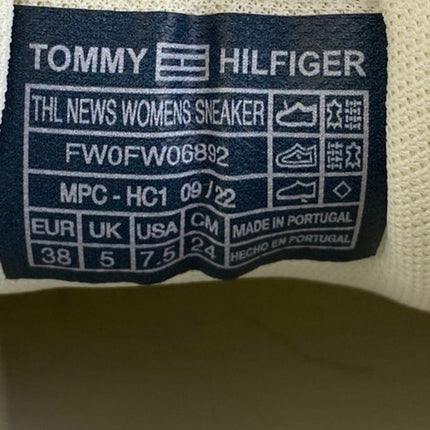 TOMMY HILFIGER
THL NEWS WOMENS SNEAKER
FW0FW06892
MPC - HC1 09/22
EUR UK USA CM MADE IN PORTUGAL
38 5 7.5 24 HECHO EN PORTUGAL